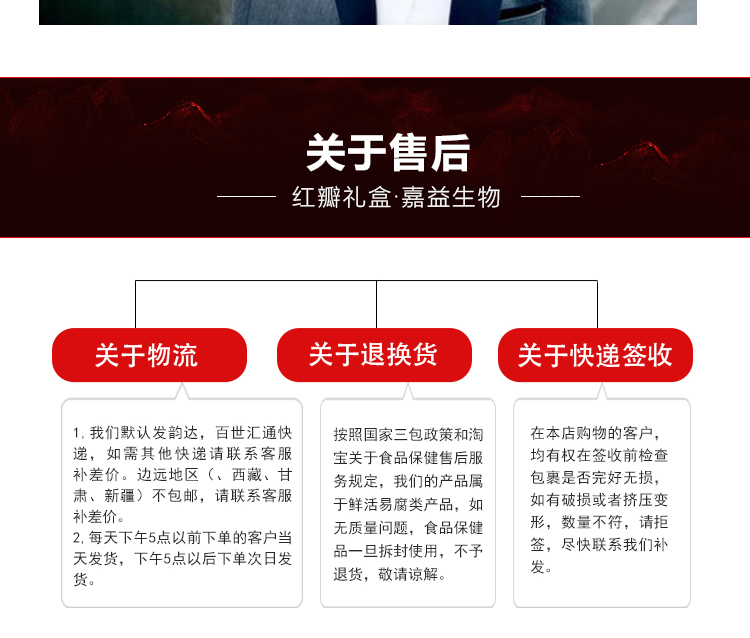 关于售后
红瓣礼盒·嘉益生物
关于物流
关于退换货
关于快递签收
1,我们默认发韵达，百世汇通快
递，如需其他快递请联系客服
补差价。边远地区（、西藏、甘
肃、新疆）不包邮，请联系客服
补差价。
2,每天下午5点以前下单的客户当
天发货，下午5点以后下单次日发
货。
按照国家三包政策和淘
宝关于食品保健售后服
务规定，我们的产品属
于鲜活易腐类产品，如
无质量问题，食品保健
品一旦拆封使用，不予
退货，敬请谅解。
在本店购物的客户，
均有权在签收前检查
包裹是否完好无损，
如有破损或者挤压变
形，数量不符，请拒
签，尽快联系我们补
发。